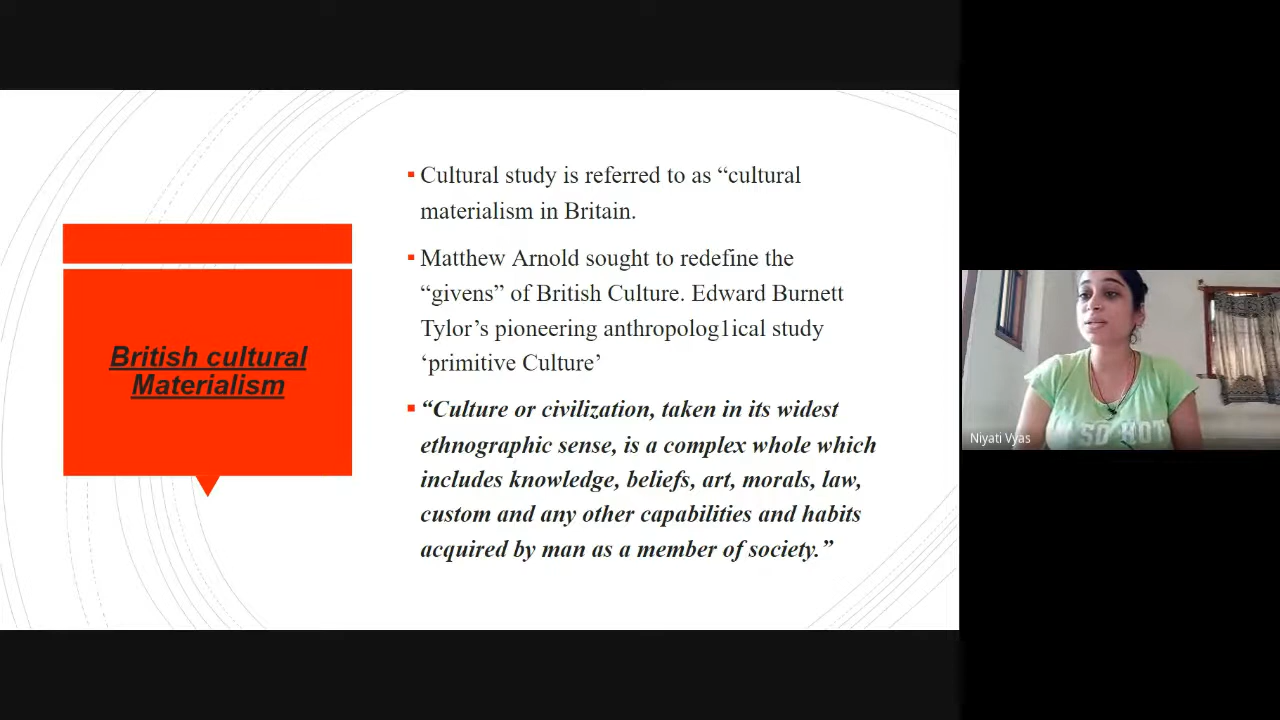 British cultural
Materialism
▪ Cultural study is referred to as “cultural
materialism in Britain.
▪ Matthew Arnold sought to redefine the
“givens” of British Culture. Edward Burnett
Tylor’s pioneering anthropolog1ical study
‘primitive Culture’
▪ “Culture or civilization, taken in its widest
ethnographic sense, is a complex whole which
includes knowledge, beliefs, art, morals, law,
custom and any other capabilities and habits
acquired by man as a member of society.”
Niyati Vyas
SO HOT